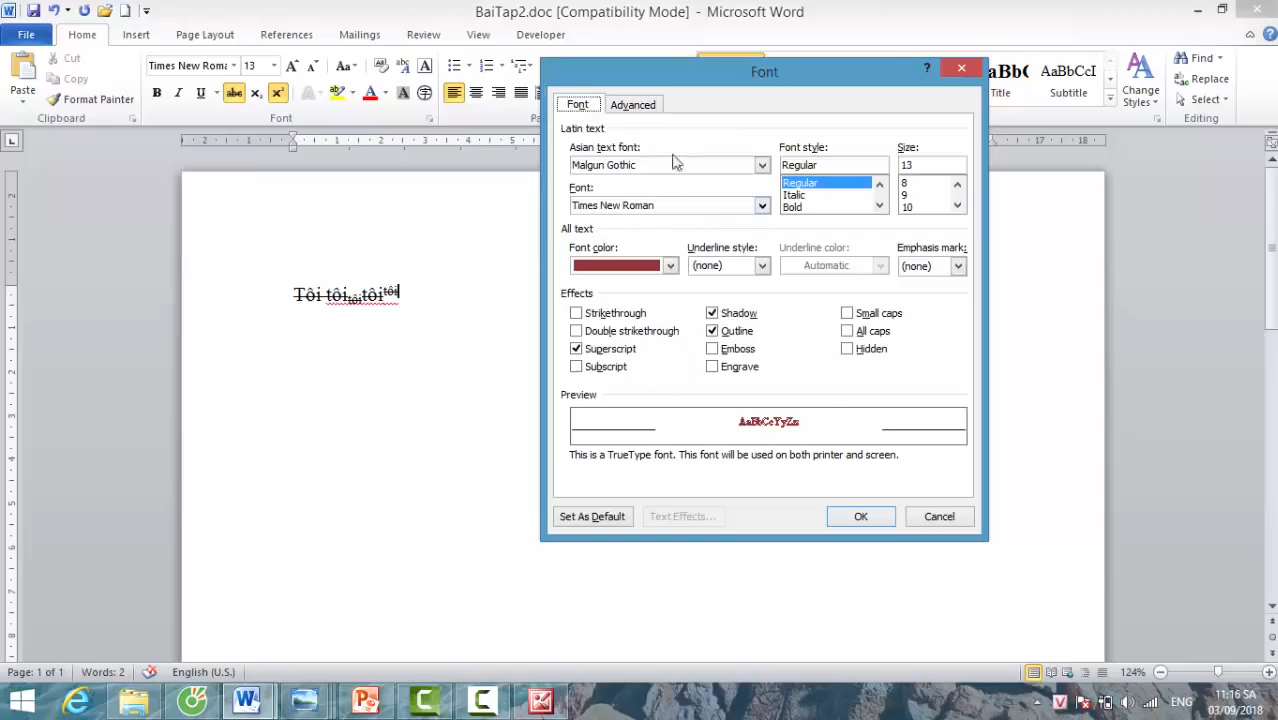 BaiTap2.doc [Compatibility Mode] - Microsoft Word
File Home Insert Page Layout References Mailings Review View Developer
Cut
Copy
Format Painter
Paste
Clipboard
Times New Roma 13
Font
AaBbC AaBbCcI
Title Subtitle
Change Styles
Find
Replace
Select
Editing
Tôi tôitôitôitôi
Font
Font Advanced
Latin text
Asian text font: Font style: Size:
Malgun Gothic Regular 13
Font:
Times New Roman
Regular 8
Italic 9
Bold 10
All text
Font color: Underline style: Underline color: Emphasis mark:
(none) Automatic (none)
Effects
Strikethrough Shadow Small caps
Double strikethrough Outline All caps
Superscript Emboss Hidden
Subscript Engrave
Preview
AaBbCcYyZz
This is a TrueType font. This font will be used on both printer and screen.
Set As Default Text Effects... OK Cancel
Page: 1 of 1 Words: 2 English (U.S.) 124%
ENG 11:16 SA
03/09/2018